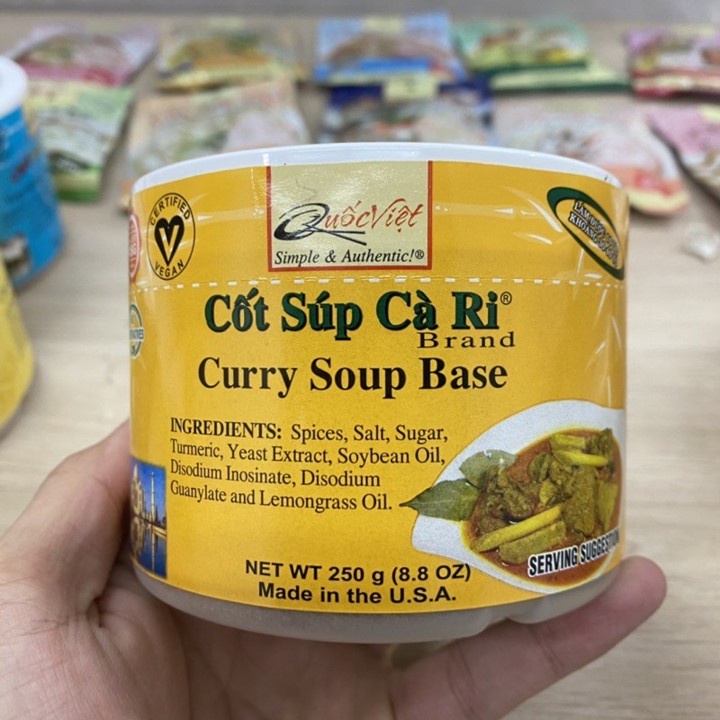 CERTIFIED
VEGAN
QuốcViệt
Simple & Authentic!®
Cốt Súp Cà Ri®
Brand
Curry Soup Base
INGREDIENTS: Spices, Salt, Sugar,
Turmeric, Yeast Extract, Soybean Oil,
Disodium Inosinate, Disodium
Guanylate and Lemongrass Oil.
SERVING SUGGESTION
NET WT 250 g (8.8 OZ)
Made in the U.S.A.